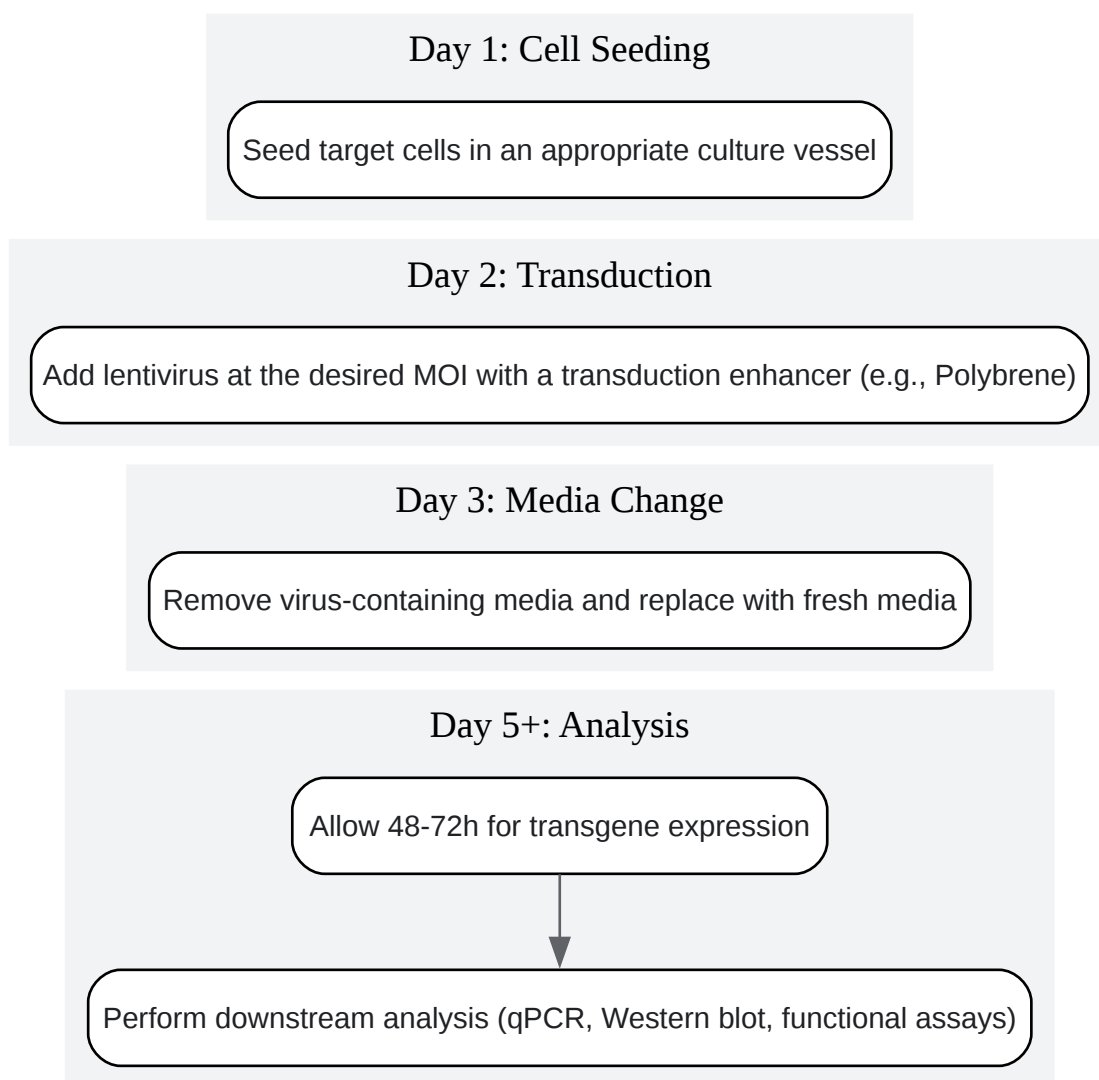 Day 1: Cell Seeding
Seed target cells in an appropriate culture vessel
Day 2: Transduction
Add lentivirus at the desired MOI with a transduction enhancer (e.g., Polybrene)
Day 3: Media Change
Remove virus-containing media and replace with fresh media
Day 5+: Analysis
Allow 48-72h for transgene expression
Perform downstream analysis (qPCR, Western blot, functional assays)